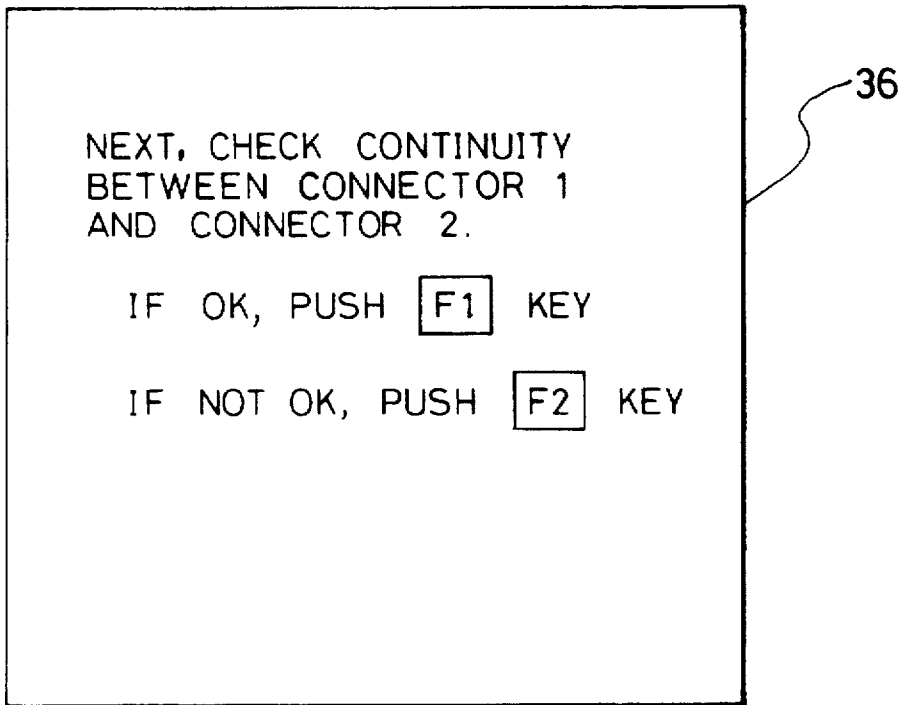 36
NEXT, CHECK CONTINUITY
BETWEEN CONNECTOR 1
AND CONNECTOR 2.
IF OK, PUSH F1 KEY
IF NOT OK, PUSH F2 KEY